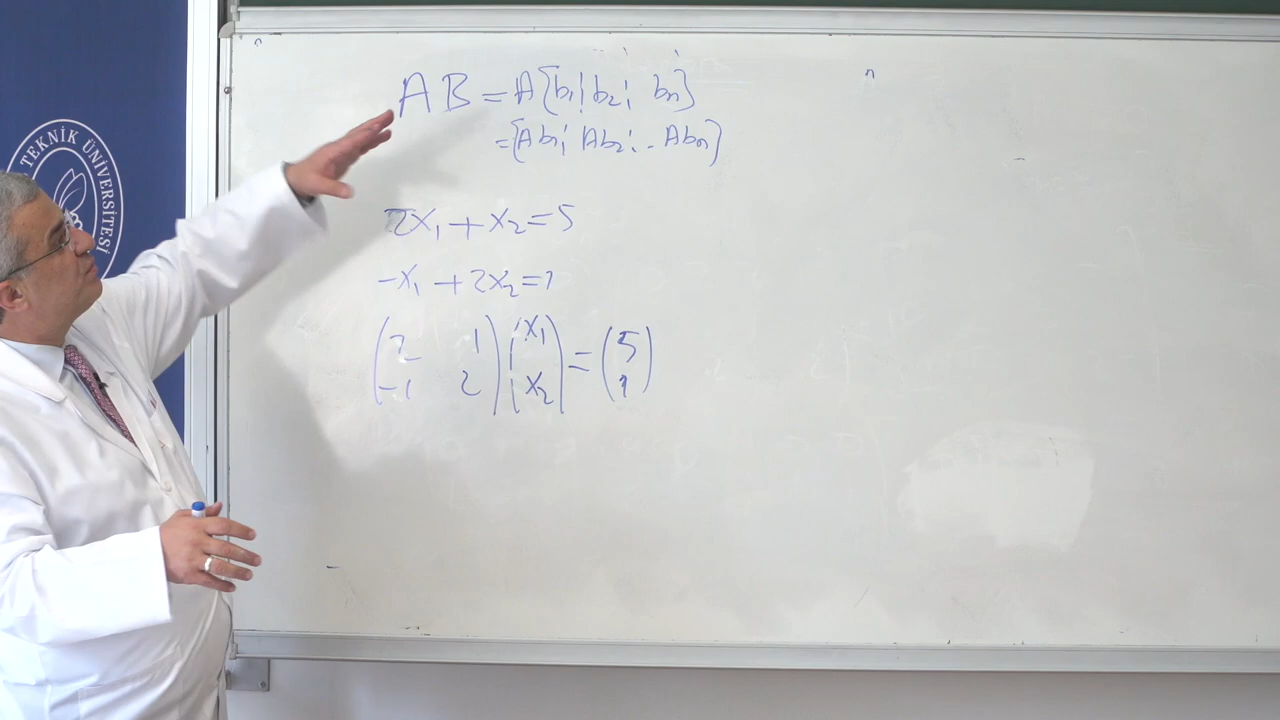 TEKNİK ÜNİVERSİTESİ
AB = A[b₁ ¦ b₂ ¦ bn]
= [Ab₁ ¦ Ab₂ ¦ .. Abn]
2x₁ + x₂ = 5
-x₁ + 2x₂ = 1
(2 1) (x₁) = (5)
(-1 2) (x₂) (1)